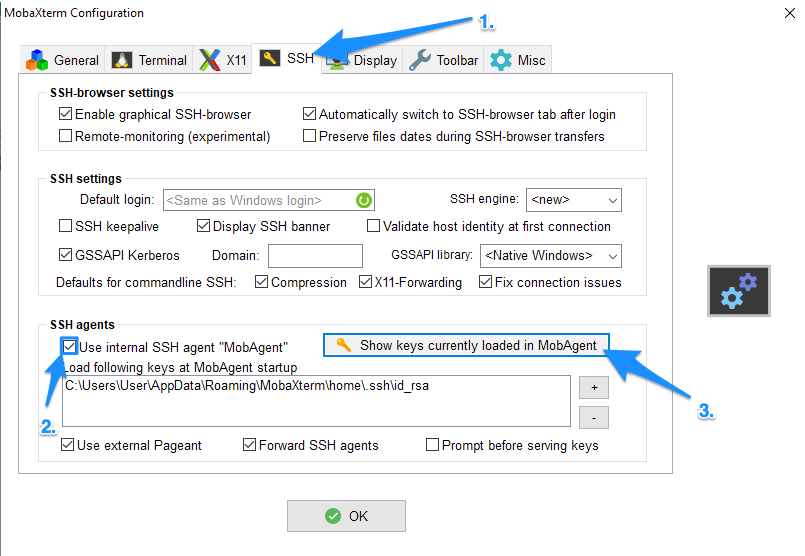 MobaXterm Configuration
1.
General Terminal X11 SSH Display Toolbar Misc
SSH-browser settings
Enable graphical SSH-browser Automatically switch to SSH-browser tab after login
Remote-monitoring (experimental) Preserve files dates during SSH-browser transfers
SSH settings
Default login: <Same as Windows login> SSH engine: <new>
SSH keepalive Display SSH banner Validate host identity at first connection
GSSAPI Kerberos Domain: GSSAPI library: <Native Windows>
Defaults for commandline SSH: Compression X11-Forwarding Fix connection issues
SSH agents
Use internal SSH agent "MobAgent" Show keys currently loaded in MobAgent
Load following keys at MobAgent startup
C:\Users\User\AppData\Roaming\MobaXterm\home\.ssh\id_rsa +
3.
-
2.
Use external Pageant Forward SSH agents Prompt before serving keys
OK